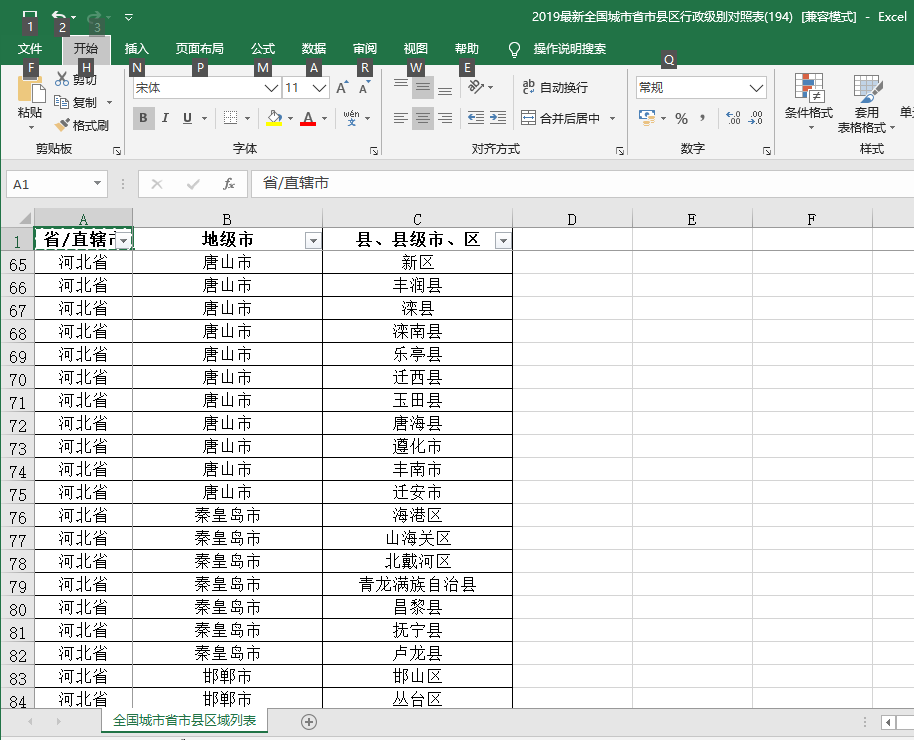 2019最新全国城市省市县区行政级别对照表(194) [兼容模式] - Excel
1 2 3
文件 开始 插入 页面布局 公式 数据 审阅 视图 帮助 操作说明搜索
F H N P M A R W E Q
剪切
复制
格式刷
粘贴
剪贴板
宋体 11 A A
B I U A wén 文
字体
ab 自动换行
合并后居中
对齐方式
常规
% , .0 .00 .00 .0
数字
条件格式 套用
表格格式
样式
A1 fx 省/直辖市
A B C D E F
1 省/直辖市 地级市 县、县级市、区
65 河北省 唐山市 新区
66 河北省 唐山市 丰润县
67 河北省 唐山市 滦县
68 河北省 唐山市 滦南县
69 河北省 唐山市 乐亭县
70 河北省 唐山市 迁西县
71 河北省 唐山市 玉田县
72 河北省 唐山市 唐海县
73 河北省 唐山市 遵化市
74 河北省 唐山市 丰南市
75 河北省 唐山市 迁安市
76 河北省 秦皇岛市 海港区
77 河北省 秦皇岛市 山海关区
78 河北省 秦皇岛市 北戴河区
79 河北省 秦皇岛市 青龙满族自治县
80 河北省 秦皇岛市 昌黎县
81 河北省 秦皇岛市 抚宁县
82 河北省 秦皇岛市 卢龙县
83 河北省 邯郸市 邯山区
84 河北省 邯郸市 丛台区
全国城市省市县区域列表